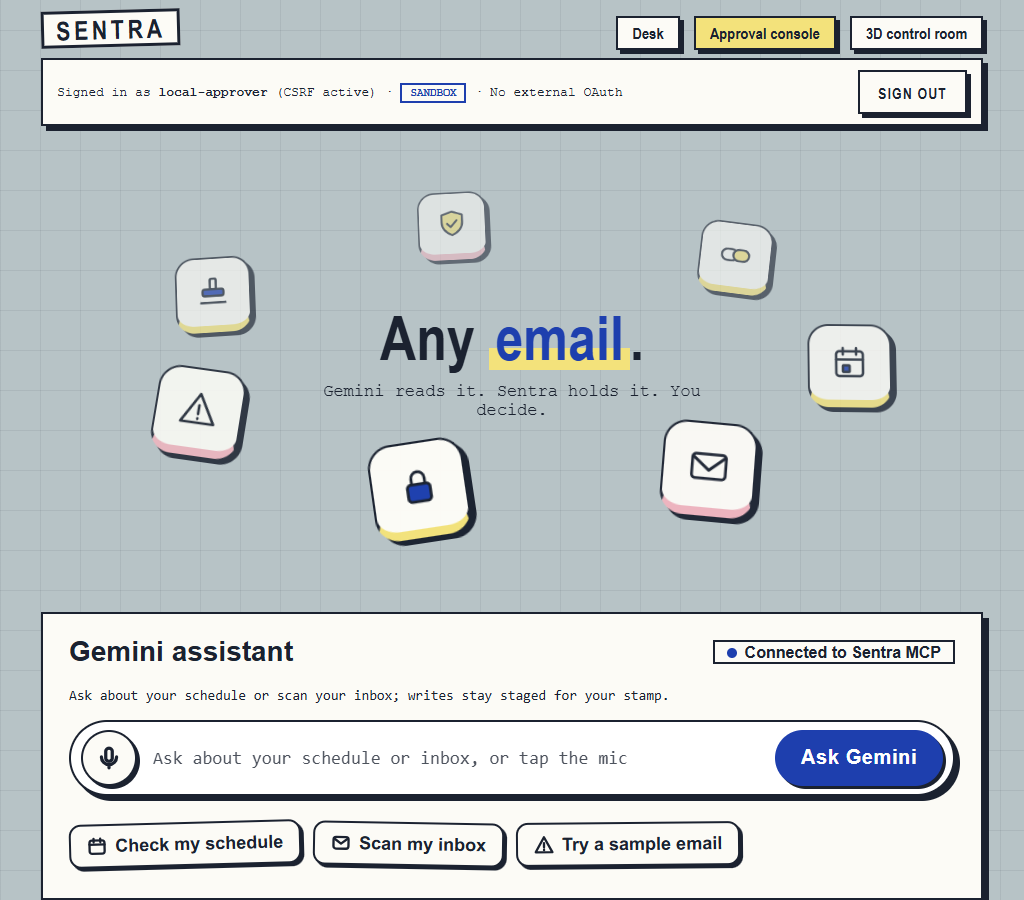 SENTRA
Desk
Approval console
3D control room
Signed in as local-approver (CSRF active) · SANDBOX · No external OAuth
SIGN OUT
Any email.
Gemini reads it. Sentra holds it. You
decide.
Gemini assistant
Connected to Sentra MCP
Ask about your schedule or scan your inbox; writes stay staged for your stamp.
Ask about your schedule or inbox, or tap the mic
Ask Gemini
Check my schedule
Scan my inbox
Try a sample email